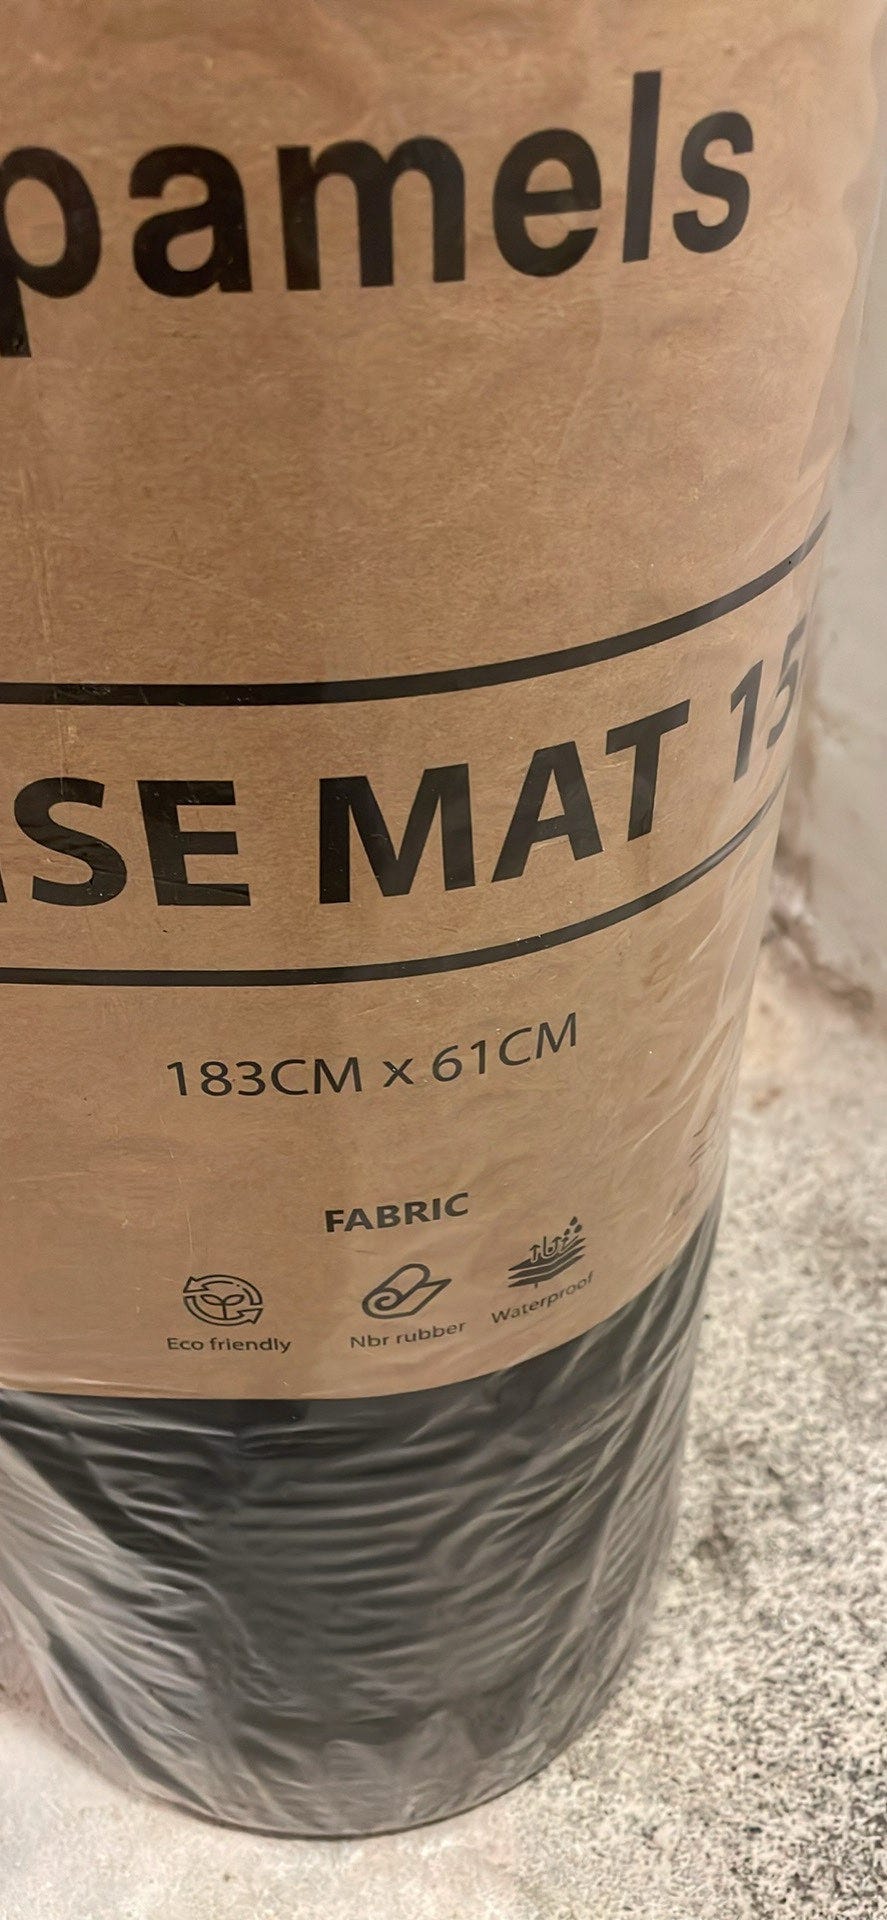 pamels
SE MAT 15
183CM x 61CM
FABRIC
Eco friendly
Nbr rubber
Waterproof